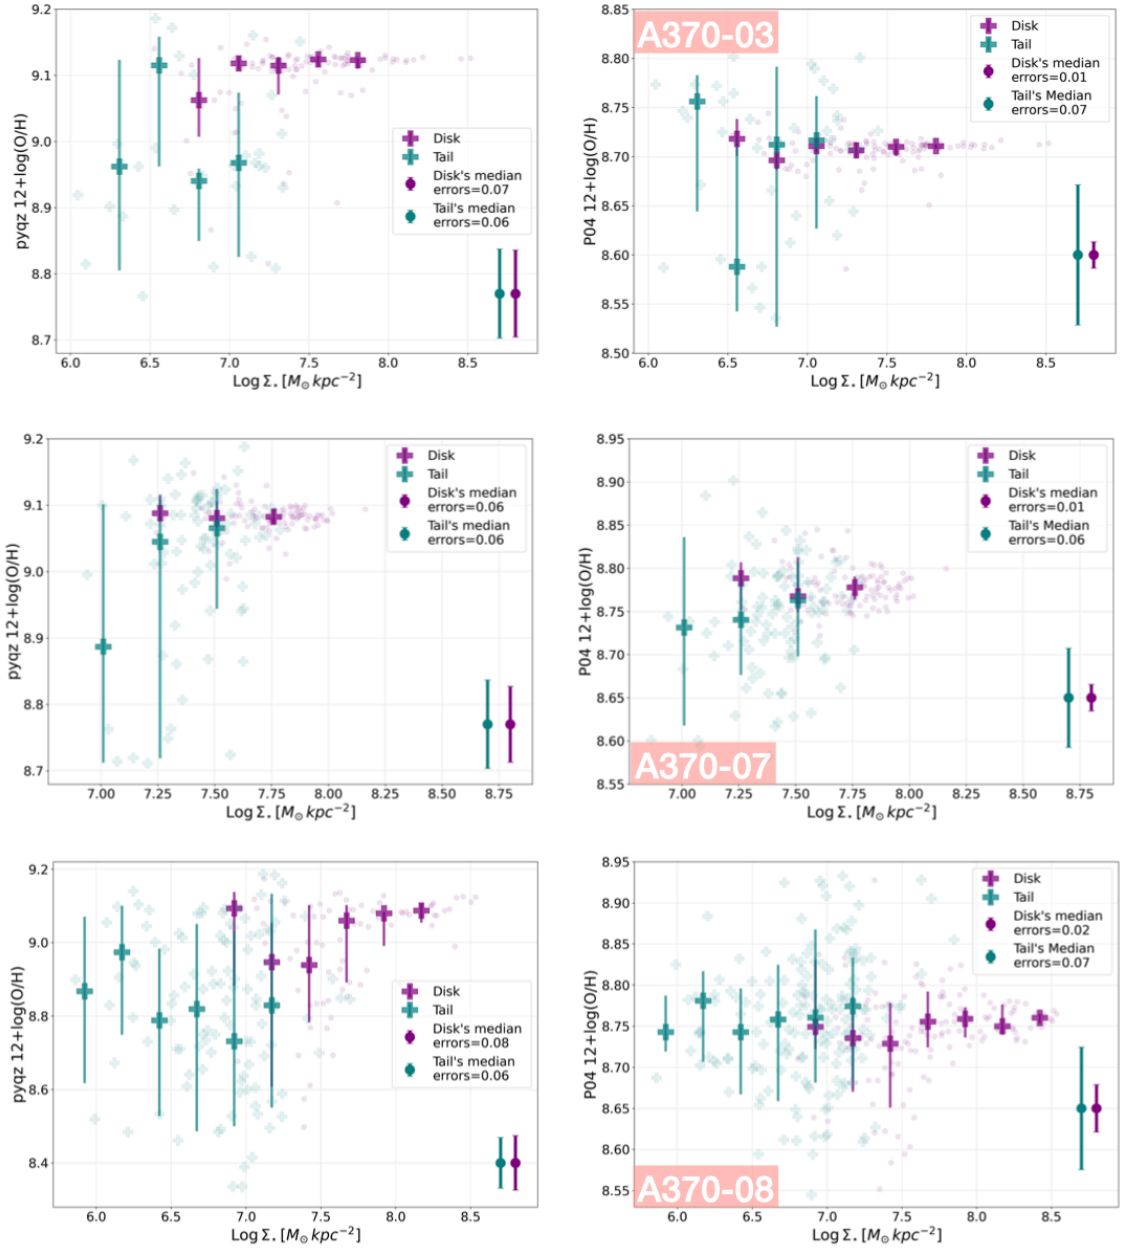 9.2
9.1
9.0
8.9
8.8
8.7
pyqz 12+log(O/H)
Disk
Tail
Disk's median
errors=0.07
Tail's median
errors=0.06
6.0 6.5 7.0 7.5 8.0 8.5
Log Σ⋆ [M⊙ kpc⁻²]
A370-03
8.85
8.80
8.75
8.70
8.65
8.60
8.55
8.50
P04 12+log(O/H)
Disk
Tail
Disk's median
errors=0.01
Tail's Median
errors=0.07
6.0 6.5 7.0 7.5 8.0 8.5
Log Σ⋆ [M⊙ kpc⁻²]
9.2
9.1
9.0
8.9
8.8
8.7
pyqz 12+log(O/H)
Disk
Tail
Disk's median
errors=0.06
Tail's median
errors=0.06
7.00 7.25 7.50 7.75 8.00 8.25 8.50 8.75
Log Σ⋆ [M⊙ kpc⁻²]
8.95
8.90
8.85
8.80
8.75
8.70
8.65
8.60
8.55
P04 12+log(O/H)
Disk
Tail
Disk's median
errors=0.01
Tail's Median
errors=0.06
A370-07
7.00 7.25 7.50 7.75 8.00 8.25 8.50 8.75
Log Σ⋆ [M⊙ kpc⁻²]
9.2
9.0
8.8
8.6
8.4
pyqz 12+log(O/H)
Disk
Tail
Disk's median
errors=0.08
Tail's median
errors=0.06
6.0 6.5 7.0 7.5 8.0 8.5
Log Σ⋆ [M⊙ kpc⁻²]
8.95
8.90
8.85
8.80
8.75
8.70
8.65
8.60
8.55
P04 12+log(O/H)
Disk
Tail
Disk's median
errors=0.02
Tail's Median
errors=0.07
A370-08
6.0 6.5 7.0 7.5 8.0 8.5
Log Σ⋆ [M⊙ kpc⁻²]